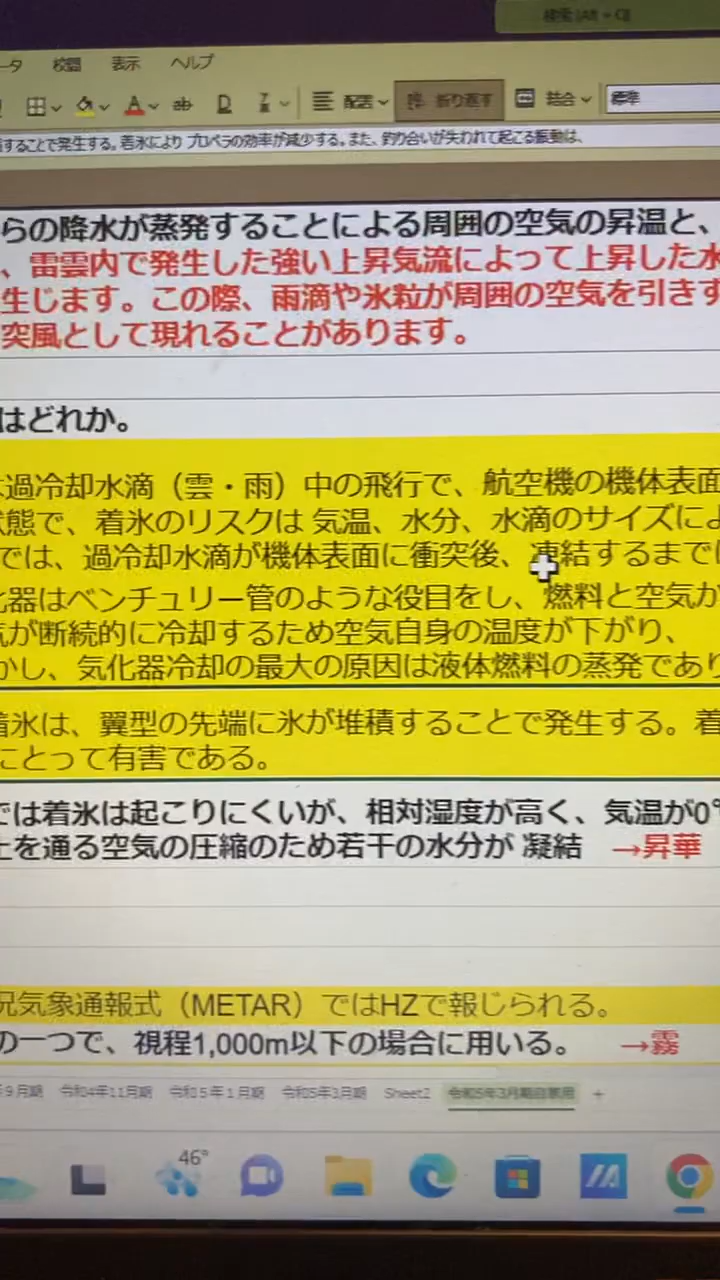 検索 (Alt + Q)
ータ 校閲 表示 ヘルプ
配置 折り返す 結合 標準
することで発生する。着氷により プロペラの効率が減少する。また、釣り合いが失われて起こる振動は、
らの降水が蒸発することによる周囲の空気の昇温と、
、雷雲内で発生した強い上昇気流によって上昇した水
生じます。この際、雨滴や氷粒が周囲の空気を引きず
突風として現れることがあります。
はどれか。
過冷却水滴（雲・雨）中の飛行で、航空機の機体表面
状態で、着氷のリスクは 気温、水分、水滴のサイズによ
では、過冷却水滴が機体表面に衝突後、凍結するまで
化器はベンチュリー管のような役目をし、燃料と空気が
気が断続的に冷却するため空気自身の温度が下がり、
かし、気化器冷却の最大の原因は液体燃料の蒸発であり
着氷は、翼型の先端に氷が堆積することで発生する。着
にとって有害である。
では着氷は起こりにくいが、相対湿度が高く、気温が0℃
上を通る空気の圧縮のため若干の水分が 凝結 →昇華
況気象通報式（METAR）ではHZで報じられる。
の一つで、視程1,000m以下の場合に用いる。 →霧
年9月期 令和4年11月期 令和5年1月期 令和5年3月期 Sheet2 令和5年3月期自家用 +
46°